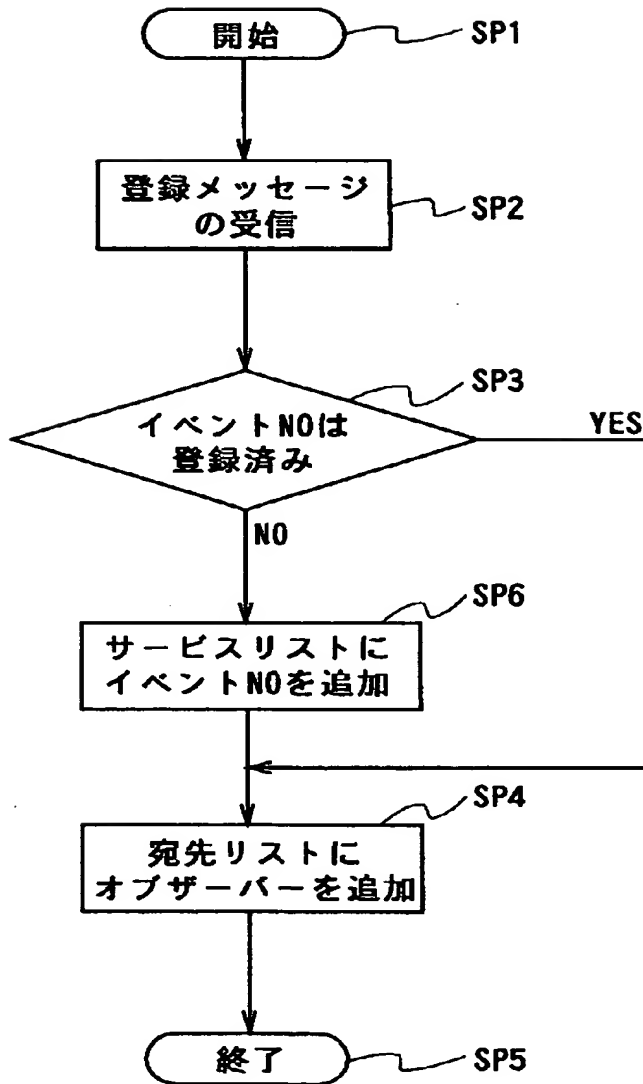 開始
SP1
登録メッセージ
の受信
SP2
SP3
イベントNOは
登録済み
YES
NO
SP6
サービスリストに
イベントNOを追加
SP4
宛先リストに
オブザーバーを追加
終了
SP5